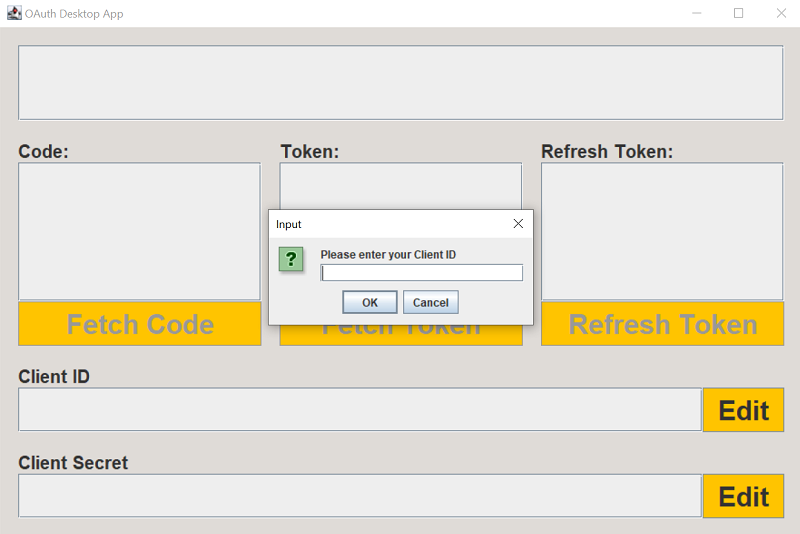 OAuth Desktop App
Code:
Token:
Refresh Token:
Input
?
Please enter your Client ID
OK
Cancel
Fetch Code
Fetch Token
Refresh Token
Client ID
Edit
Client Secret
Edit